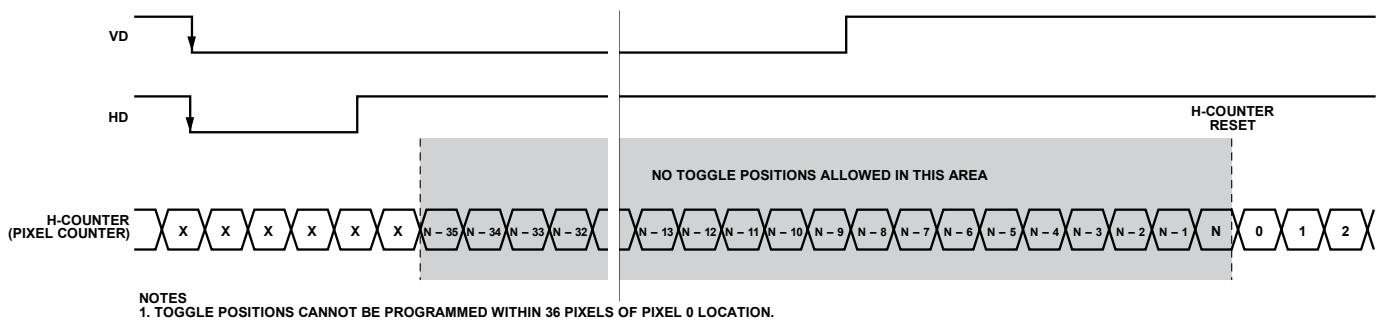 VD
HD
H-COUNTER
RESET
NO TOGGLE POSITIONS ALLOWED IN THIS AREA
H-COUNTER
(PIXEL COUNTER)
X X X X X X N – 35 N – 34 N – 33 N – 32 N – 13 N – 12 N – 11 N – 10 N – 9 N – 8 N – 7 N – 6 N – 5 N – 4 N – 3 N – 2 N – 1 N 0 1 2
NOTES
1. TOGGLE POSITIONS CANNOT BE PROGRAMMED WITHIN 36 PIXELS OF PIXEL 0 LOCATION.